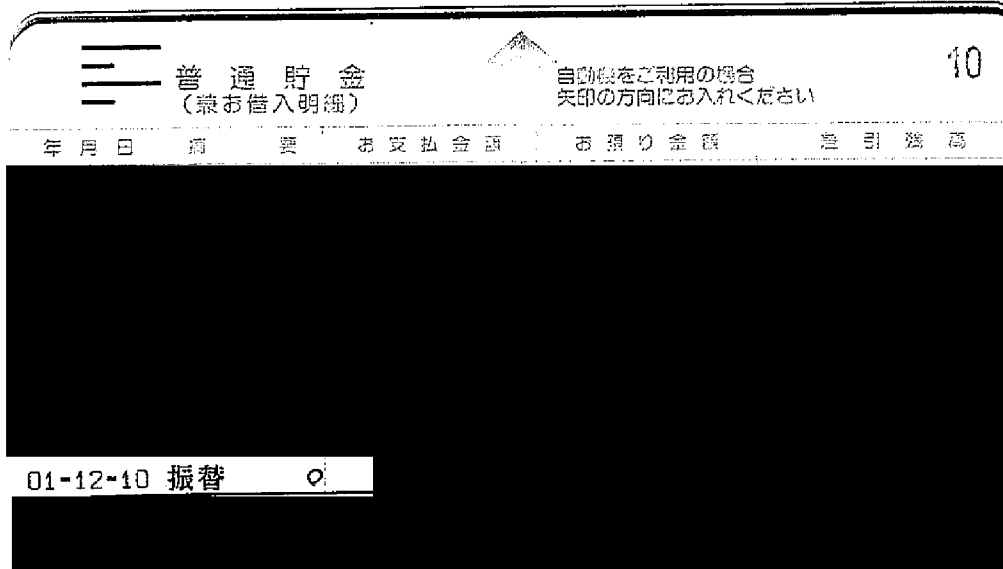 普通貯金
(兼お借入明細)
自動機をご利用の場合
矢印の方向にお入れください
10
年月日 摘要 お支払金額 お預り金額 差引残高
01-12-10 振替 0